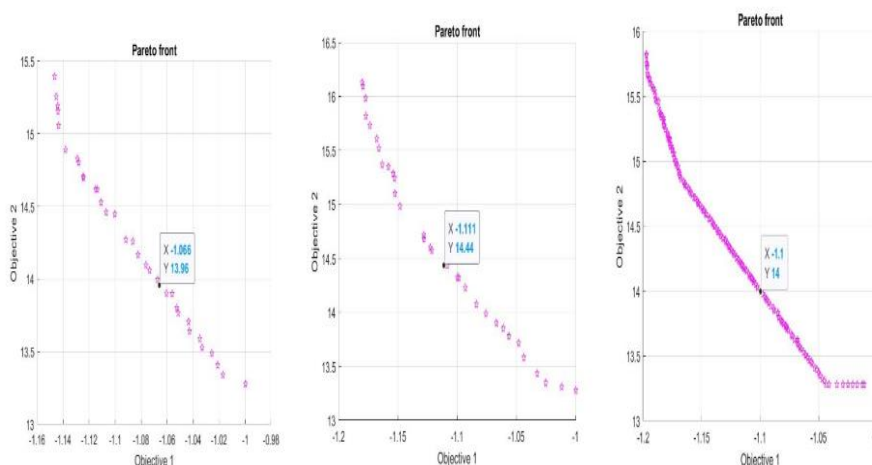 Pareto front
15.5
15
14.5
14
13.5
13
Objective 2
X -1.066
Y 13.96
-1.16 -1.14 -1.12 -1.1 -1.08 -1.06 -1.04 -1.02 -1 -0.98
Objective 1
Pareto front
16.5
16
15.5
15
14.5
14
13.5
13
Objective 2
X -1.111
Y 14.44
-1.2 -1.15 -1.1 -1.05 -1
Objective 1
Pareto front
16
15.5
15
14.5
14
13.5
13
Objective 2
X -1.1
Y 14
-1.2 -1.15 -1.1 -1.05
Objective 1